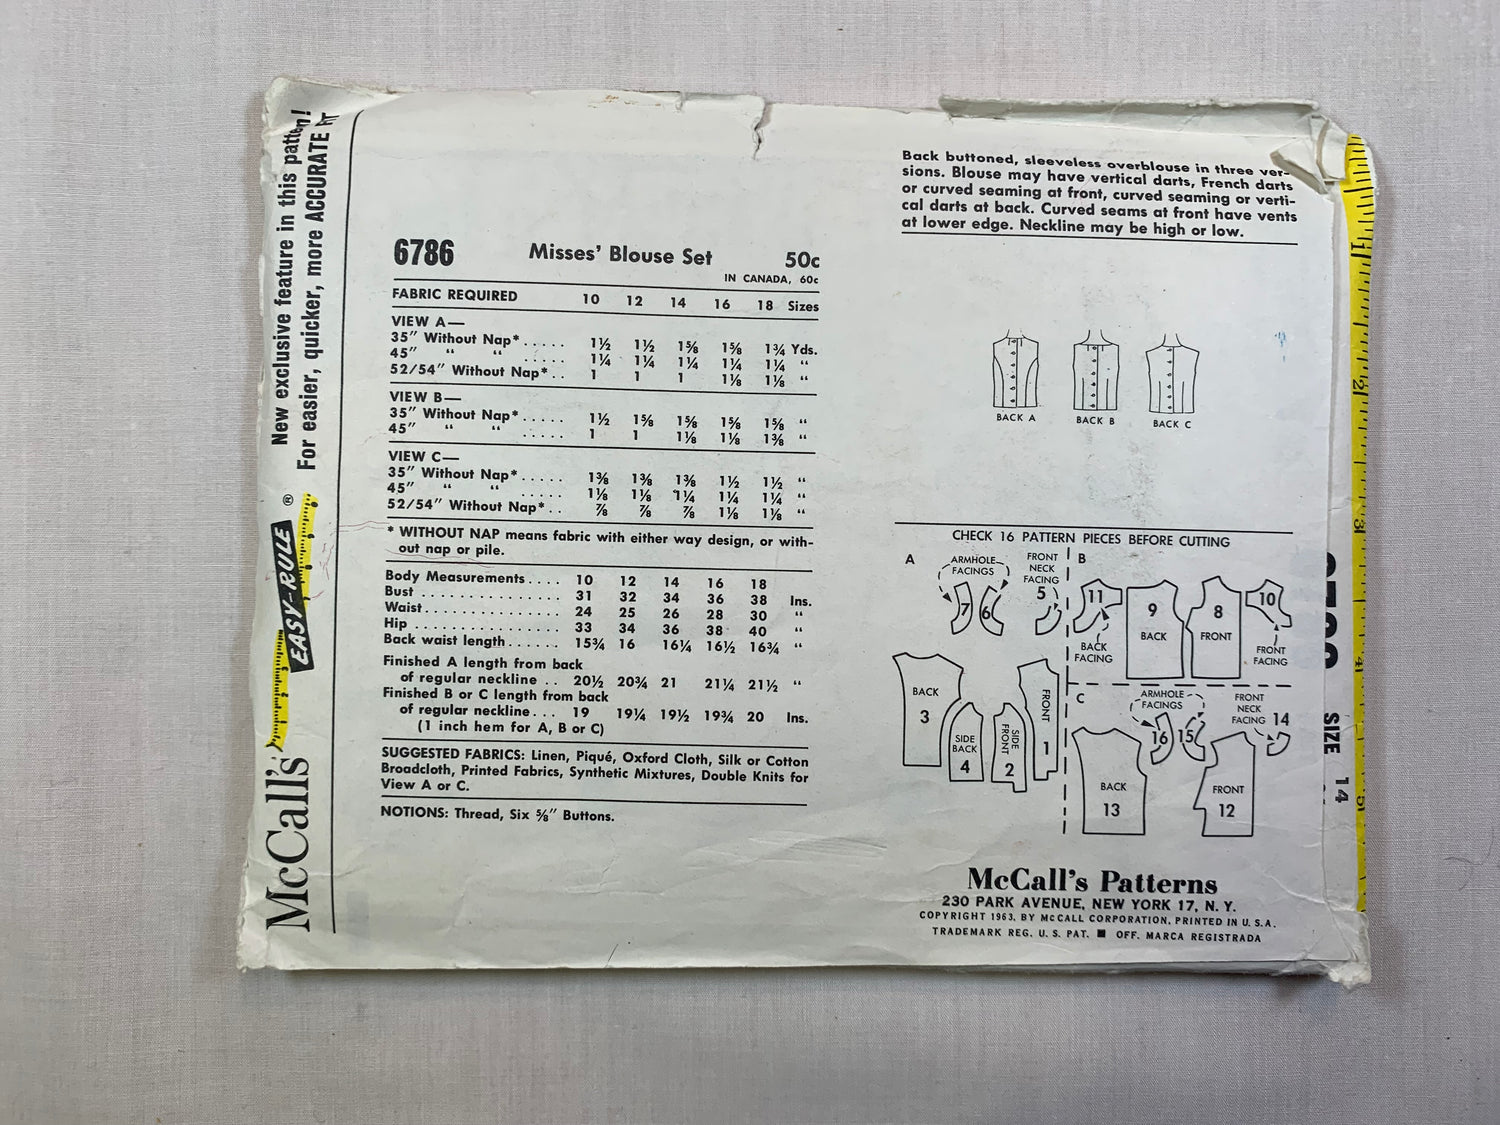 New exclusive feature in this pattern!
For easier, quicker, more ACCURATE
EASY-RULE ®
McCall's
6786 Misses' Blouse Set 50c
IN CANADA, 60c
FABRIC REQUIRED 10 12 14 16 18 Sizes
VIEW A—
35" Without Nap* ..... 1½ 1½ 1⅝ 1⅝ 1¾ Yds.
45" " " ..... 1¼ 1¼ 1¼ 1¼ 1¼ "
52/54" Without Nap* .. 1 1 1 1⅛ 1⅛ "
VIEW B—
35" Without Nap* ..... 1½ 1⅝ 1⅝ 1⅝ 1⅝ "
45" " " ..... 1 1 1⅛ 1⅛ 1⅜ "
VIEW C—
35" Without Nap* ..... 1⅜ 1⅜ 1⅜ 1½ 1½ "
45" " " ..... 1⅛ 1⅛ 1¼ 1¼ 1¼ "
52/54" Without Nap* .. ⅞ ⅞ ⅞ 1⅛ 1⅛ "
* WITHOUT NAP means fabric with either way design, or with-
out nap or pile.
Body Measurements .... 10 12 14 16 18
Bust ............... 31 32 34 36 38 Ins.
Waist ............... 24 25 26 28 30 "
Hip ................ 33 34 36 38 40 "
Back waist length ...... 15¾ 16 16¼ 16½ 16¾ "
Finished A length from back
of regular neckline .. 20½ 20¾ 21 21¼ 21½ "
Finished B or C length from back
of regular neckline ... 19 19¼ 19½ 19¾ 20 Ins.
(1 inch hem for A, B or C)
SUGGESTED FABRICS: Linen, Piqué, Oxford Cloth, Silk or Cotton
Broadcloth, Printed Fabrics, Synthetic Mixtures, Double Knits for
View A or C.
NOTIONS: Thread, Six ⅝" Buttons.
Back buttoned, sleeveless overblouse in three ver-
sions. Blouse may have vertical darts, French darts
or curved seaming at front, curved seaming or verti-
cal darts at back. Curved seams at front have vents
at lower edge. Neckline may be high or low.
BACK A BACK B BACK C
CHECK 16 PATTERN PIECES BEFORE CUTTING
A
ARMHOLE
FACINGS
7 6
FRONT
NECK
FACING
5
BACK
3
SIDE
BACK
4
SIDE
FRONT
2
FRONT
1
B
11
BACK
FACING
9
BACK
8
FRONT
10
FRONT
FACING
C
ARMHOLE
FACINGS
16 15
FRONT
NECK
FACING 14
BACK
13
FRONT
12
McCall's Patterns
230 PARK AVENUE, NEW YORK 17, N. Y.
COPYRIGHT 1963, BY McCALL CORPORATION, PRINTED IN U. S. A.
TRADEMARK REG. U. S. PAT. ■ OFF. MARCA REGISTRADA
SIZE 14
1
2
3
4
5